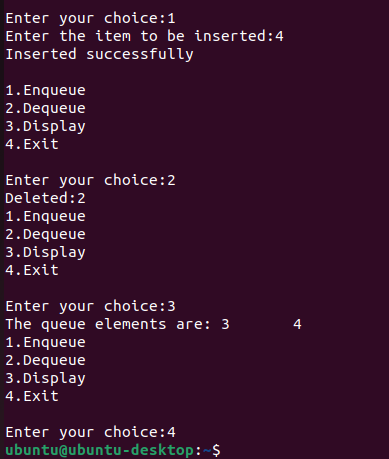 Enter your choice:1
Enter the item to be inserted:4
Inserted successfully
1.Enqueue
2.Dequeue
3.Display
4.Exit
Enter your choice:2
Deleted:2
1.Enqueue
2.Dequeue
3.Display
4.Exit
Enter your choice:3
The queue elements are: 3       4
1.Enqueue
2.Dequeue
3.Display
4.Exit
Enter your choice:4
ubuntu@ubuntu-desktop:~$